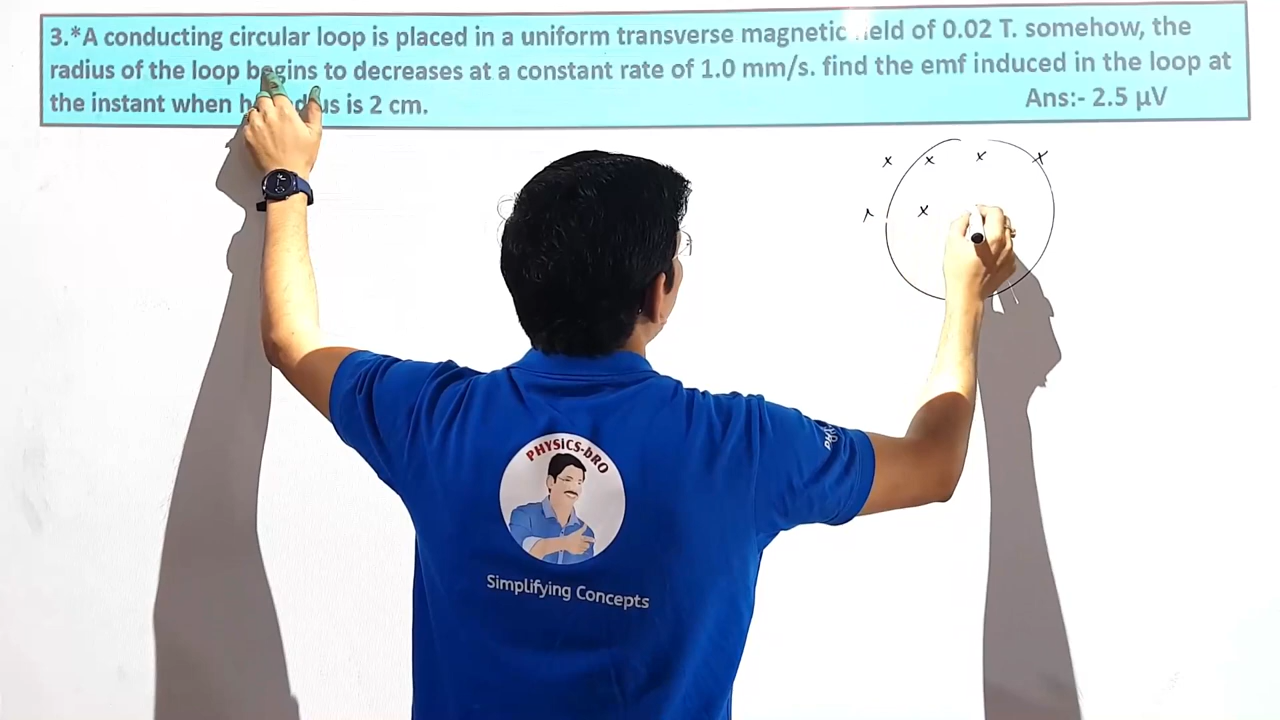 3.*A conducting circular loop is placed in a uniform transverse magnetic of 0.02 T. somehow, the
radius of the loop begins to decreases at a constant rate of 1.0 mm/s. find the emf induced in the loop at
the instant when is 2 cm.
Ans:- 2.5 µV
x x x x
x
PHYSICS-bRO
Simplifying Concepts